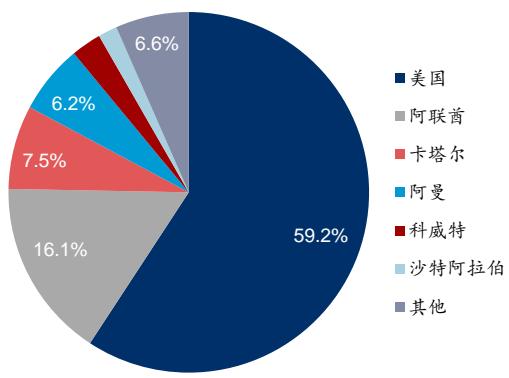 6.6%
6.2%
7.5%
16.1%
59.2%
美国
阿联酋
卡塔尔
阿曼
科威特
沙特阿拉伯
其他